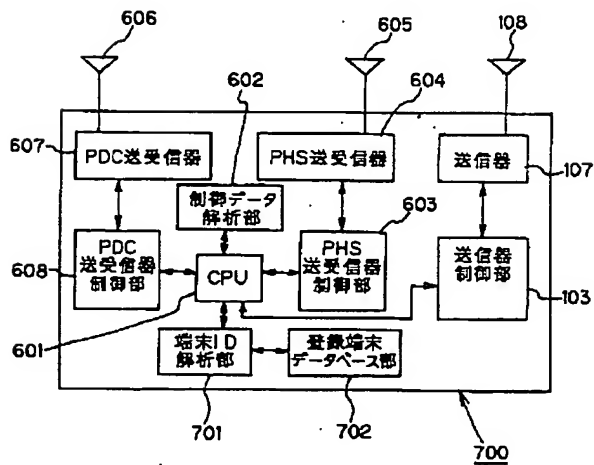 606
605
108
602
604
607
PDC送受信器
PHS送受信器
送信器
107
制御データ
解析部
603
608
PDC
送受信器
制御部
CPU
PHS
送受信器
制御部
送信器
制御部
103
601
端末ID
解析部
登録端末
データベース部
701
702
700